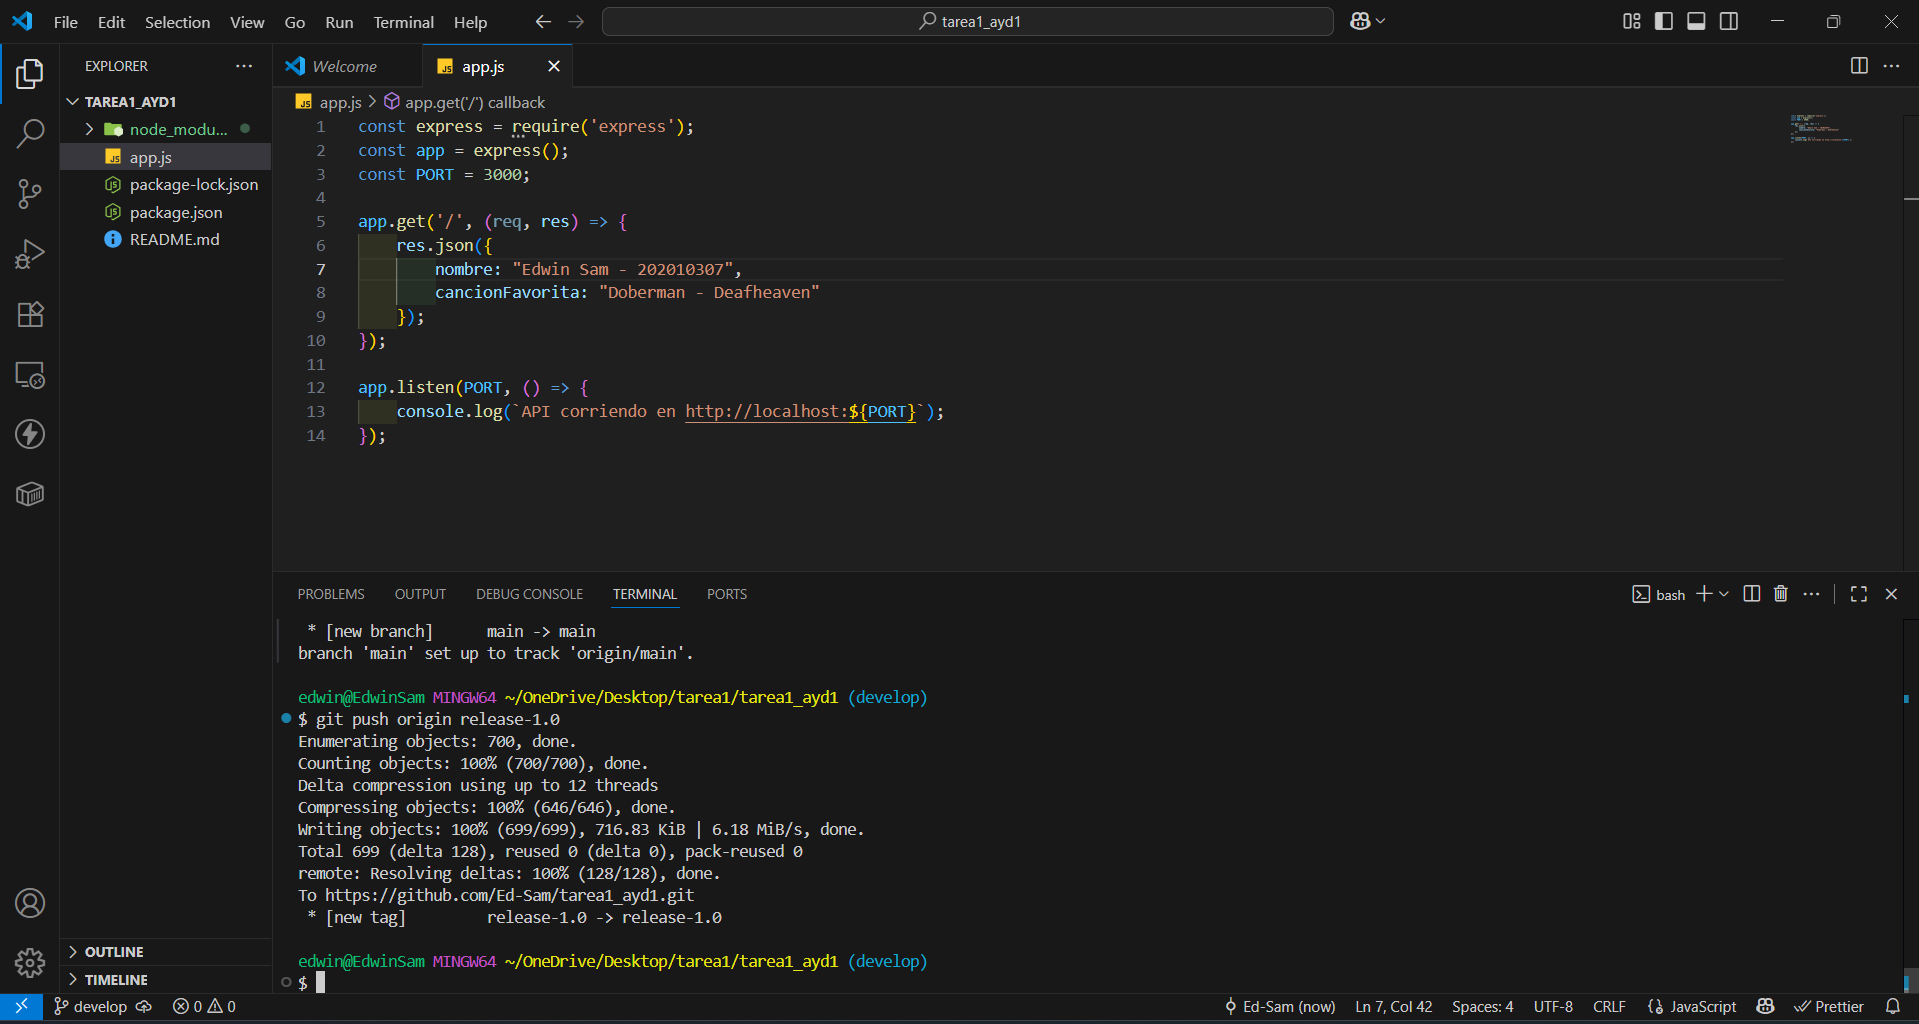 File Edit Selection View Go Run Terminal Help
tarea1_ayd1
EXPLORER
TAREA1_AYD1
node_modu...
app.js
package-lock.json
package.json
README.md
OUTLINE
TIMELINE
Welcome
app.js
app.js > app.get('/') callback
1 const express = require('express');
2 const app = express();
3 const PORT = 3000;
4
5 app.get('/', (req, res) => {
6 res.json({
7 nombre: "Edwin Sam - 202010307",
8 cancionFavorita: "Doberman - Deafheaven"
9 });
10 });
11
12 app.listen(PORT, () => {
13 console.log(`API corriendo en http://localhost:${PORT}`);
14 });
PROBLEMS OUTPUT DEBUG CONSOLE TERMINAL PORTS
bash
* [new branch] main -> main
branch 'main' set up to track 'origin/main'.
edwin@EdwinSam MINGW64 ~/OneDrive/Desktop/tarea1/tarea1_ayd1 (develop)
$ git push origin release-1.0
Enumerating objects: 700, done.
Counting objects: 100% (700/700), done.
Delta compression using up to 12 threads
Compressing objects: 100% (646/646), done.
Writing objects: 100% (699/699), 716.83 KiB | 6.18 MiB/s, done.
Total 699 (delta 128), reused 0 (delta 0), pack-reused 0
remote: Resolving deltas: 100% (128/128), done.
To https://github.com/Ed-Sam/tarea1_ayd1.git
* [new tag] release-1.0 -> release-1.0
edwin@EdwinSam MINGW64 ~/OneDrive/Desktop/tarea1/tarea1_ayd1 (develop)
$
develop 0 0 Ed-Sam (now) Ln 7, Col 42 Spaces: 4 UTF-8 CRLF {} JavaScript Prettier